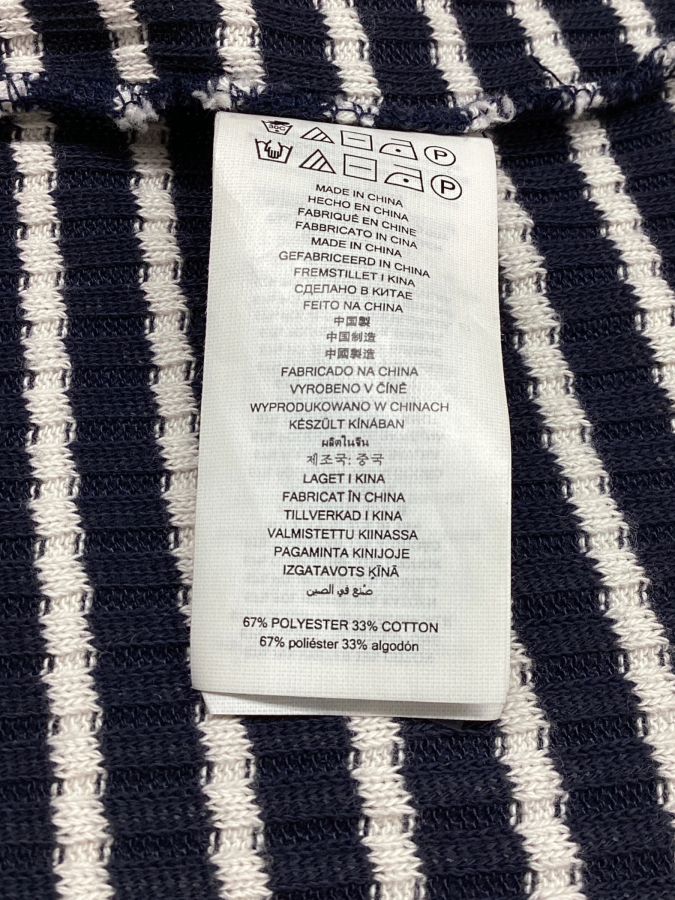 30C P
P
MADE IN CHINA
HECHO EN CHINA
FABRIQUÉ EN CHINE
FABBRICATO IN CINA
MADE IN CHINA
GEFABRICEERD IN CHINA
FREMSTILLET I KINA
СДЕЛАНО В КИТАЕ
FEITO NA CHINA
中国製
中国制造
中國製造
FABRICADO NA CHINA
VYROBENO V ČÍNĚ
WYPRODUKOWANO W CHINACH
KÉSZÜLT KÍNÁBAN
ผลิตในจีน
제조국: 중국
LAGET I KINA
FABRICAT ÎN CHINA
TILLVERKAD I KINA
VALMISTETTU KIINASSA
PAGAMINTA KINIJOJE
IZGATAVOTS ĶĪNĀ
صُنع في الصين
67% POLYESTER 33% COTTON
67% poliéster 33% algodón